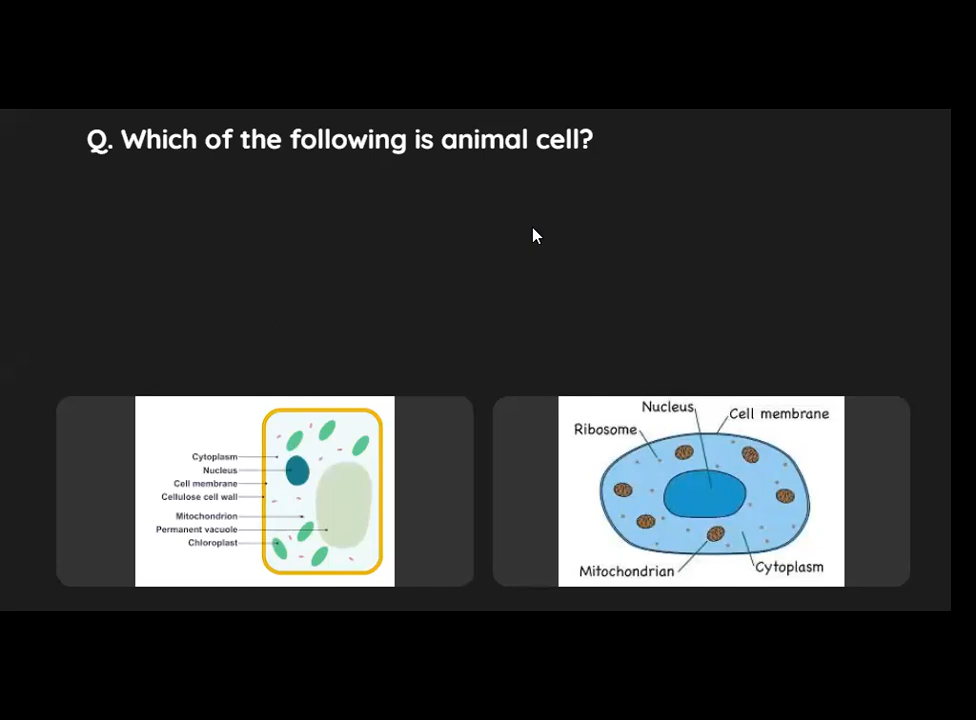 Q. Which of the following is animal cell?
Cytoplasm
Nucleus
Cell membrane
Cellulose cell wall
Mitochondrion
Permanent vacuole
Chloroplast
Nucleus
Cell membrane
Ribosome
Mitochondrian
Cytoplasm